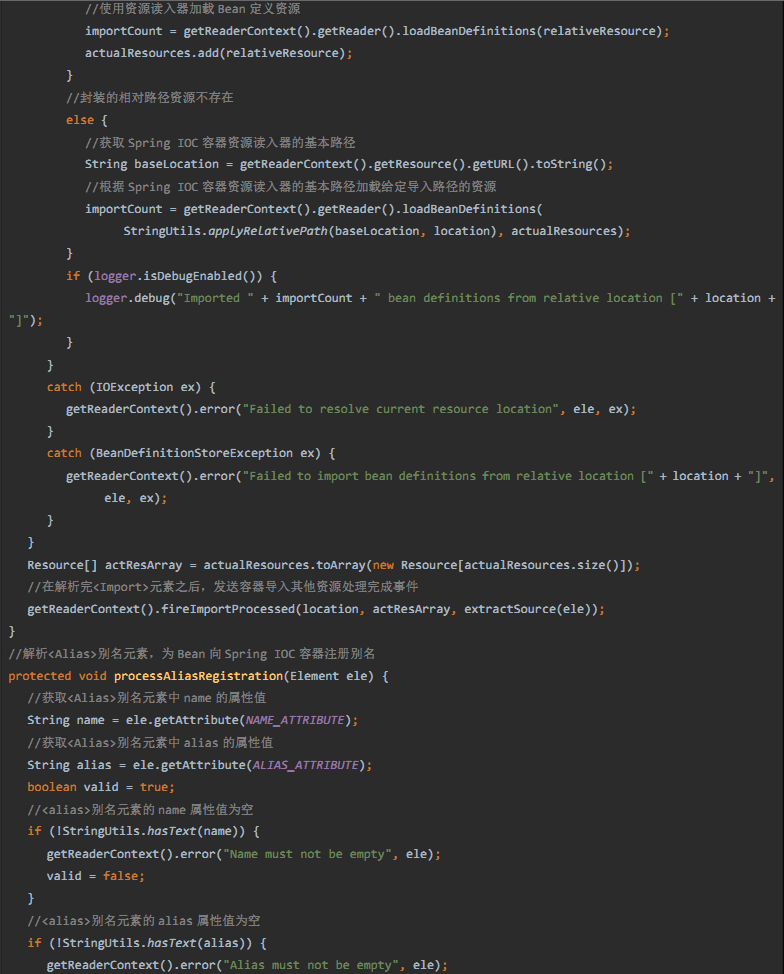 //使用资源读入器加载 Bean 定义资源
importCount = getReaderContext().getReader().loadBeanDefinitions(relativeResource);
actualResources.add(relativeResource);
}
//封装的相对路径资源不存在
else {
//获取 Spring IOC 容器资源读入器的基本路径
String baseLocation = getReaderContext().getResource().getURL().toString();
//根据 Spring IOC 容器资源读入器的基本路径加载给定导入路径的资源
importCount = getReaderContext().getReader().loadBeanDefinitions(
StringUtils.applyRelativePath(baseLocation, location), actualResources);
}
if (logger.isDebugEnabled()) {
logger.debug("Imported " + importCount + " bean definitions from relative location [" + location +
"]");
}
}
catch (IOException ex) {
getReaderContext().error("Failed to resolve current resource location", ele, ex);
}
catch (BeanDefinitionStoreException ex) {
getReaderContext().error("Failed to import bean definitions from relative location [" + location + "]",
ele, ex);
}
}
Resource[] actResArray = actualResources.toArray(new Resource[actualResources.size()]);
//在解析完<Import>元素之后，发送容器导入其他资源处理完成事件
getReaderContext().fireImportProcessed(location, actResArray, extractSource(ele));
}
//解析<Alias>别名元素，为 Bean 向 Spring IOC 容器注册别名
protected void processAliasRegistration(Element ele) {
//获取<Alias>别名元素中 name 的属性值
String name = ele.getAttribute(NAME_ATTRIBUTE);
//获取<Alias>别名元素中 alias 的属性值
String alias = ele.getAttribute(ALIAS_ATTRIBUTE);
boolean valid = true;
//<alias>别名元素的 name 属性值为空
if (!StringUtils.hasText(name)) {
getReaderContext().error("Name must not be empty", ele);
valid = false;
}
//<alias>别名元素的 alias 属性值为空
if (!StringUtils.hasText(alias)) {
getReaderContext().error("Alias must not be empty", ele);